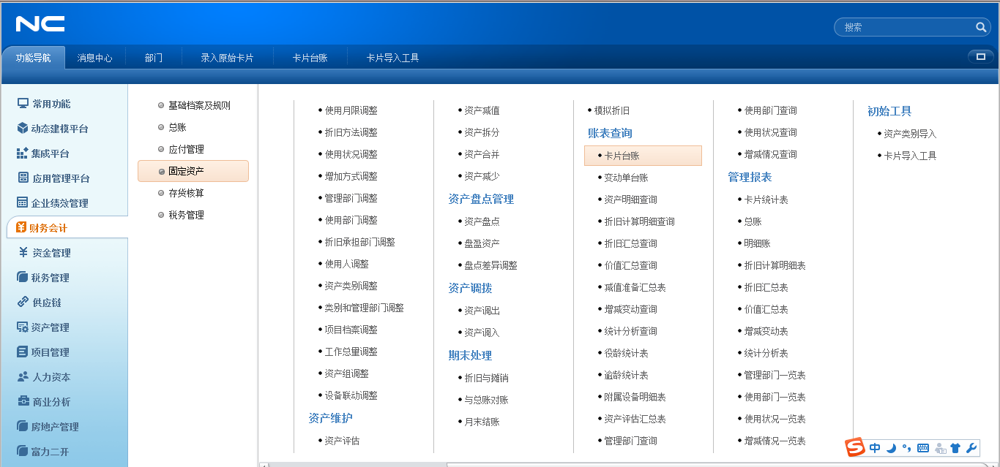 NC
搜索
功能导航
消息中心
部门
录入原始卡片
卡片台账
卡片导入工具
常用功能
动态建模平台
集成平台
应用管理平台
企业绩效管理
财务会计
资金管理
税务管理
供应链
资产管理
项目管理
人力资本
商业分析
房地产管理
富力二开
基础档案及规则
总账
应付管理
固定资产
存货核算
税务管理
使用月限调整
折旧方法调整
使用状况调整
增加方式调整
管理部门调整
使用部门调整
折旧承担部门调整
使用人调整
资产类别调整
类别和管理部门调整
项目档案调整
工作总量调整
资产组调整
设备联动调整
资产维护
资产评估
资产减值
资产拆分
资产合并
资产减少
资产盘点管理
资产盘点
盘盈资产
盘点差异调整
资产调拨
资产调出
资产调入
期末处理
折旧与摊销
与总账对账
月末结账
模拟折旧
账表查询
卡片台账
变动单台账
资产明细查询
折旧计算明细查询
折旧汇总查询
价值汇总查询
减值准备汇总表
增减变动查询
统计分析查询
役龄统计表
逾龄统计表
附属设备明细表
资产评估汇总表
管理部门查询
使用部门查询
使用状况查询
增减情况查询
管理报表
卡片统计表
总账
明细账
折旧计算明细表
折旧汇总表
价值汇总表
增减变动表
统计分析表
管理部门一览表
使用部门一览表
使用状况一览表
增减情况一览表
初始工具
资产类别导入
卡片导入工具
S
中